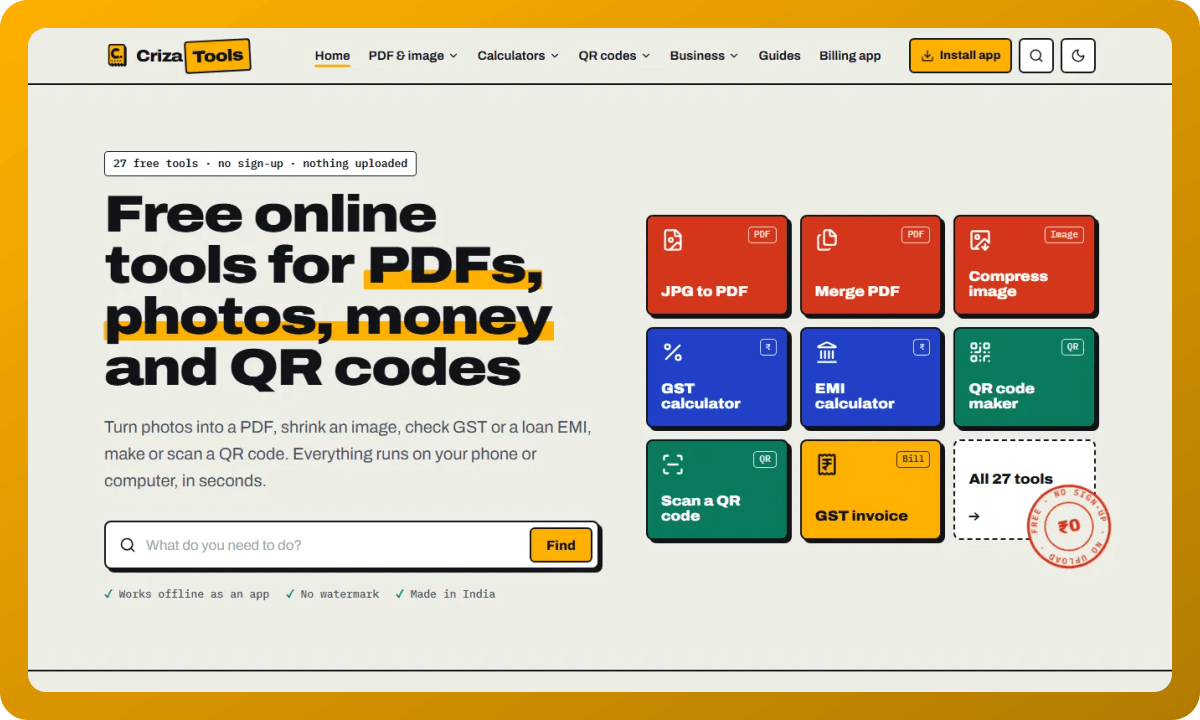 C. Criza Tools
Home PDF & image Calculators QR codes Business Guides Billing app Install app
27 free tools · no sign-up · nothing uploaded
Free online
tools for PDFs,
photos, money
and QR codes
Turn photos into a PDF, shrink an image, check GST or a loan EMI,
make or scan a QR code. Everything runs on your phone or
computer, in seconds.
What do you need to do? Find
✓ Works offline as an app ✓ No watermark ✓ Made in India
PDF
JPG to PDF
PDF
Merge PDF
Image
Compress
image
₹
GST
calculator
₹
EMI
calculator
QR
QR code
maker
QR
Scan a QR
code
Bill
GST invoice
All 27 tools
→
FREE · NO SIGN-UP · NO UPLOAD ·
₹0